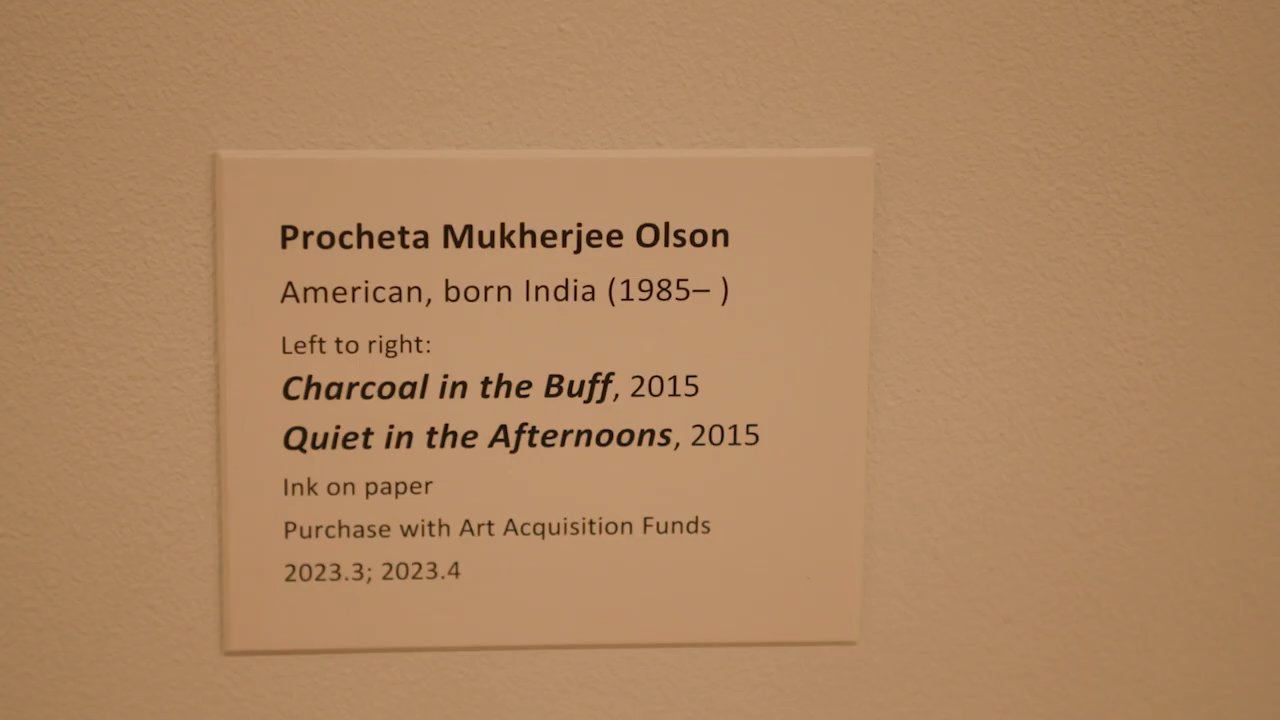 Procheta Mukherjee Olson
American, born India (1985– )
Left to right:
Charcoal in the Buff, 2015
Quiet in the Afternoons, 2015
Ink on paper
Purchase with Art Acquisition Funds
2023.3; 2023.4